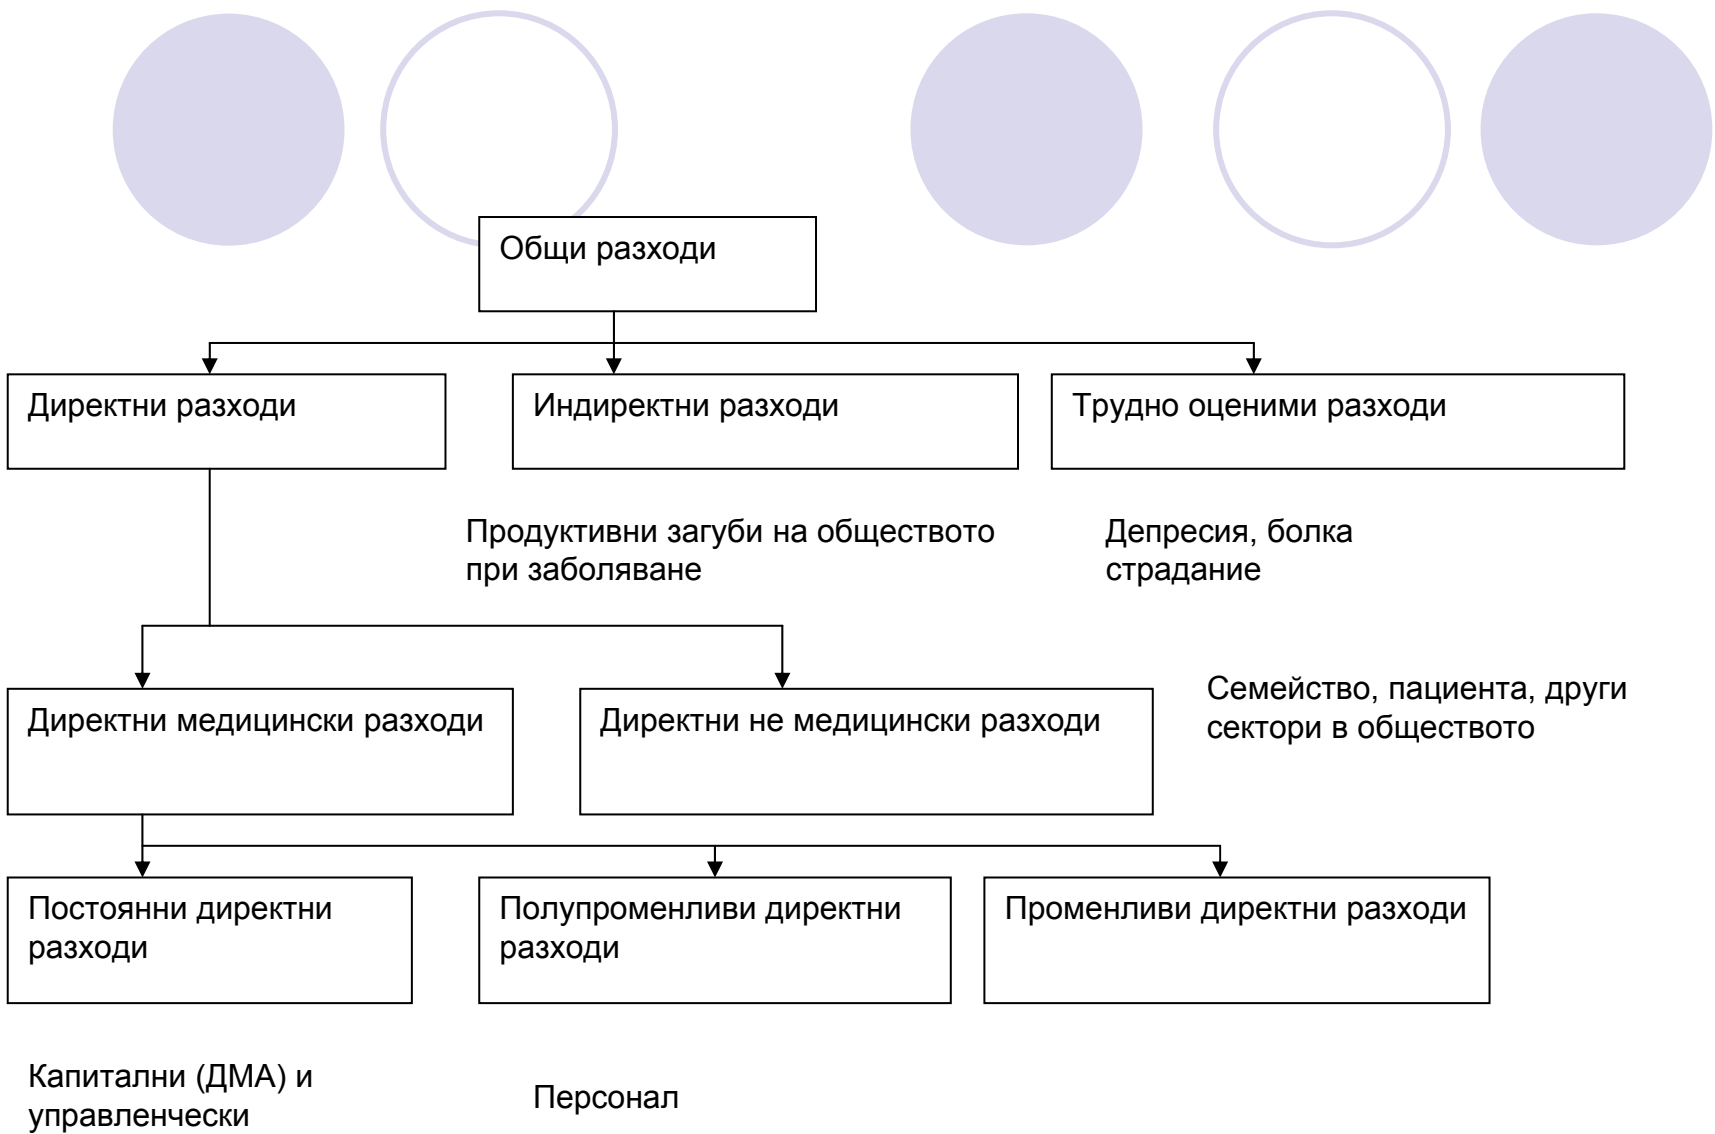 Общи разходи
Директни разходи
Индиректни разходи
Трудно оценими разходи
Продуктивни загуби на обществото
при заболяване
Депресия, болка
страдание
Директни медицински разходи
Директни не медицински разходи
Семейство, пациента, други
сектори в обществото
Постоянни директни
разходи
Полупроменливи директни
разходи
Променливи директни разходи
Капитални (ДМА) и
управленчески
Персонал